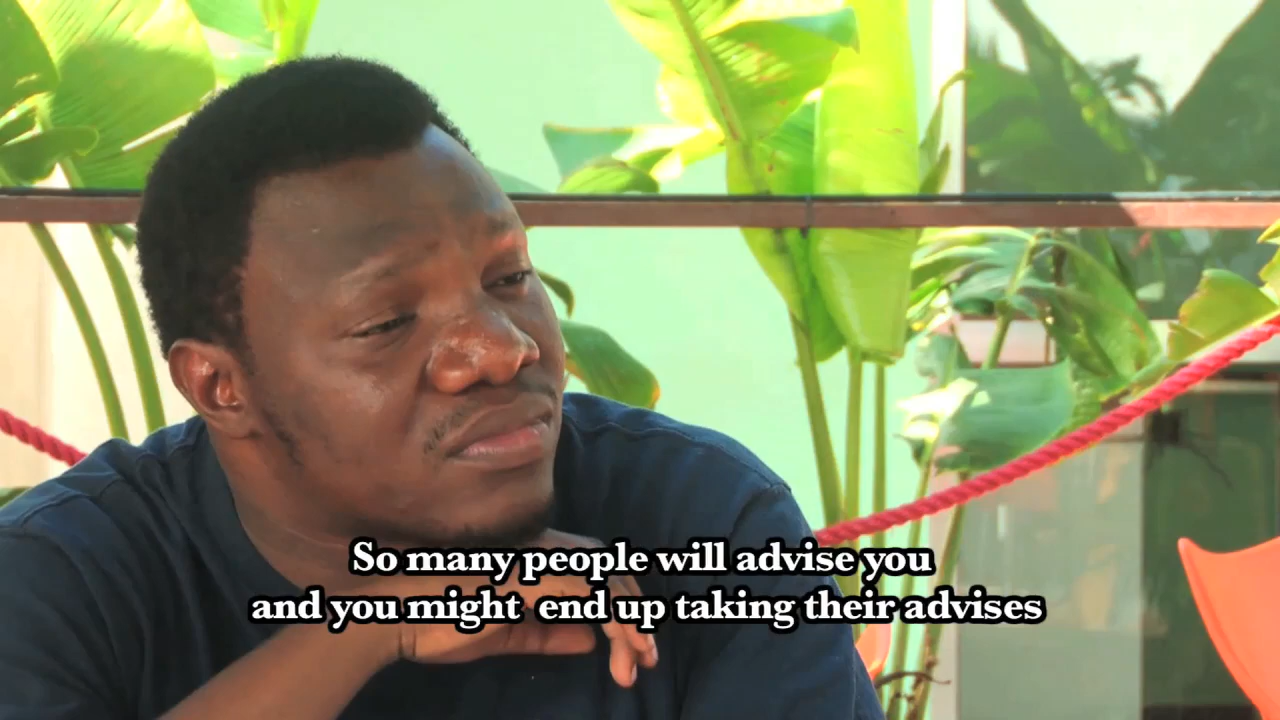 So many people will advise you
and you might end up taking their advises